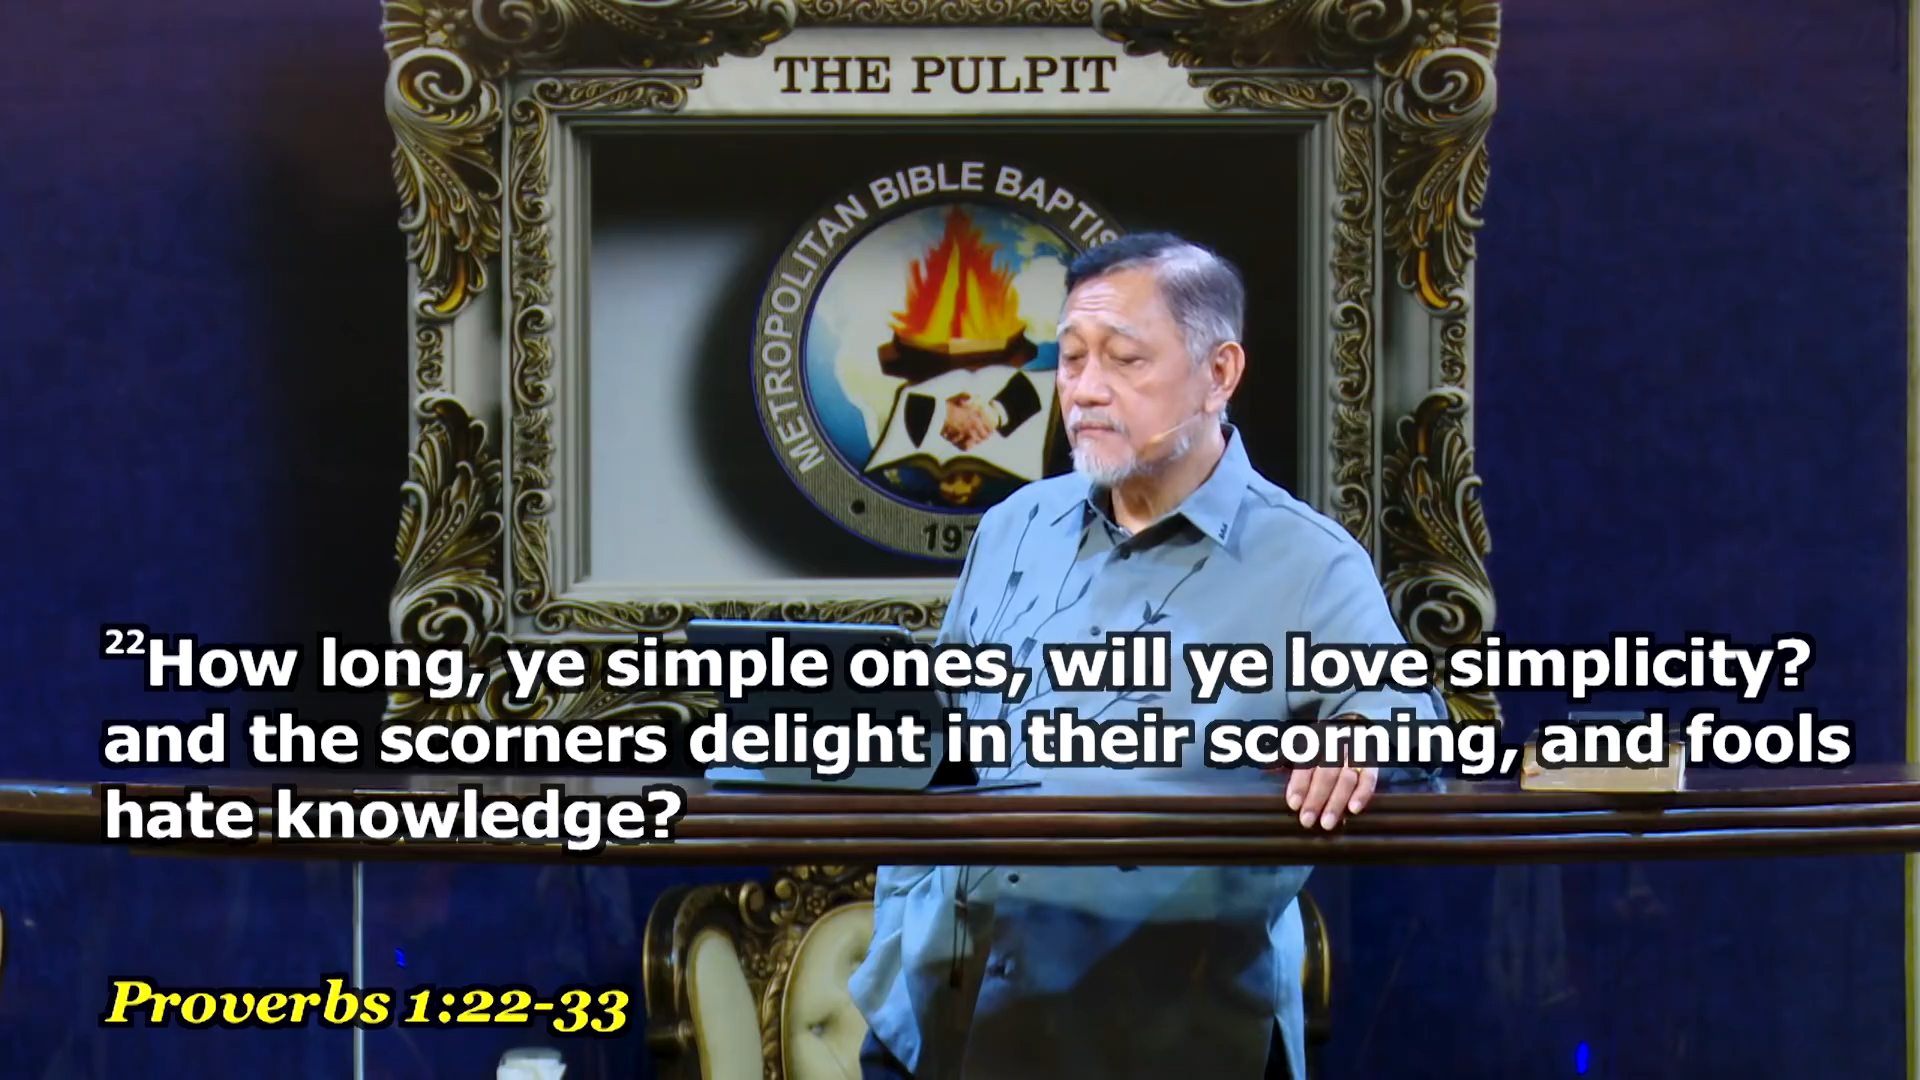 THE PULPIT
METROPOLITAN BIBLE BAPTIS
197
²²How long, ye simple ones, will ye love simplicity?
and the scorners delight in their scorning, and fools
hate knowledge?
Proverbs 1:22-33